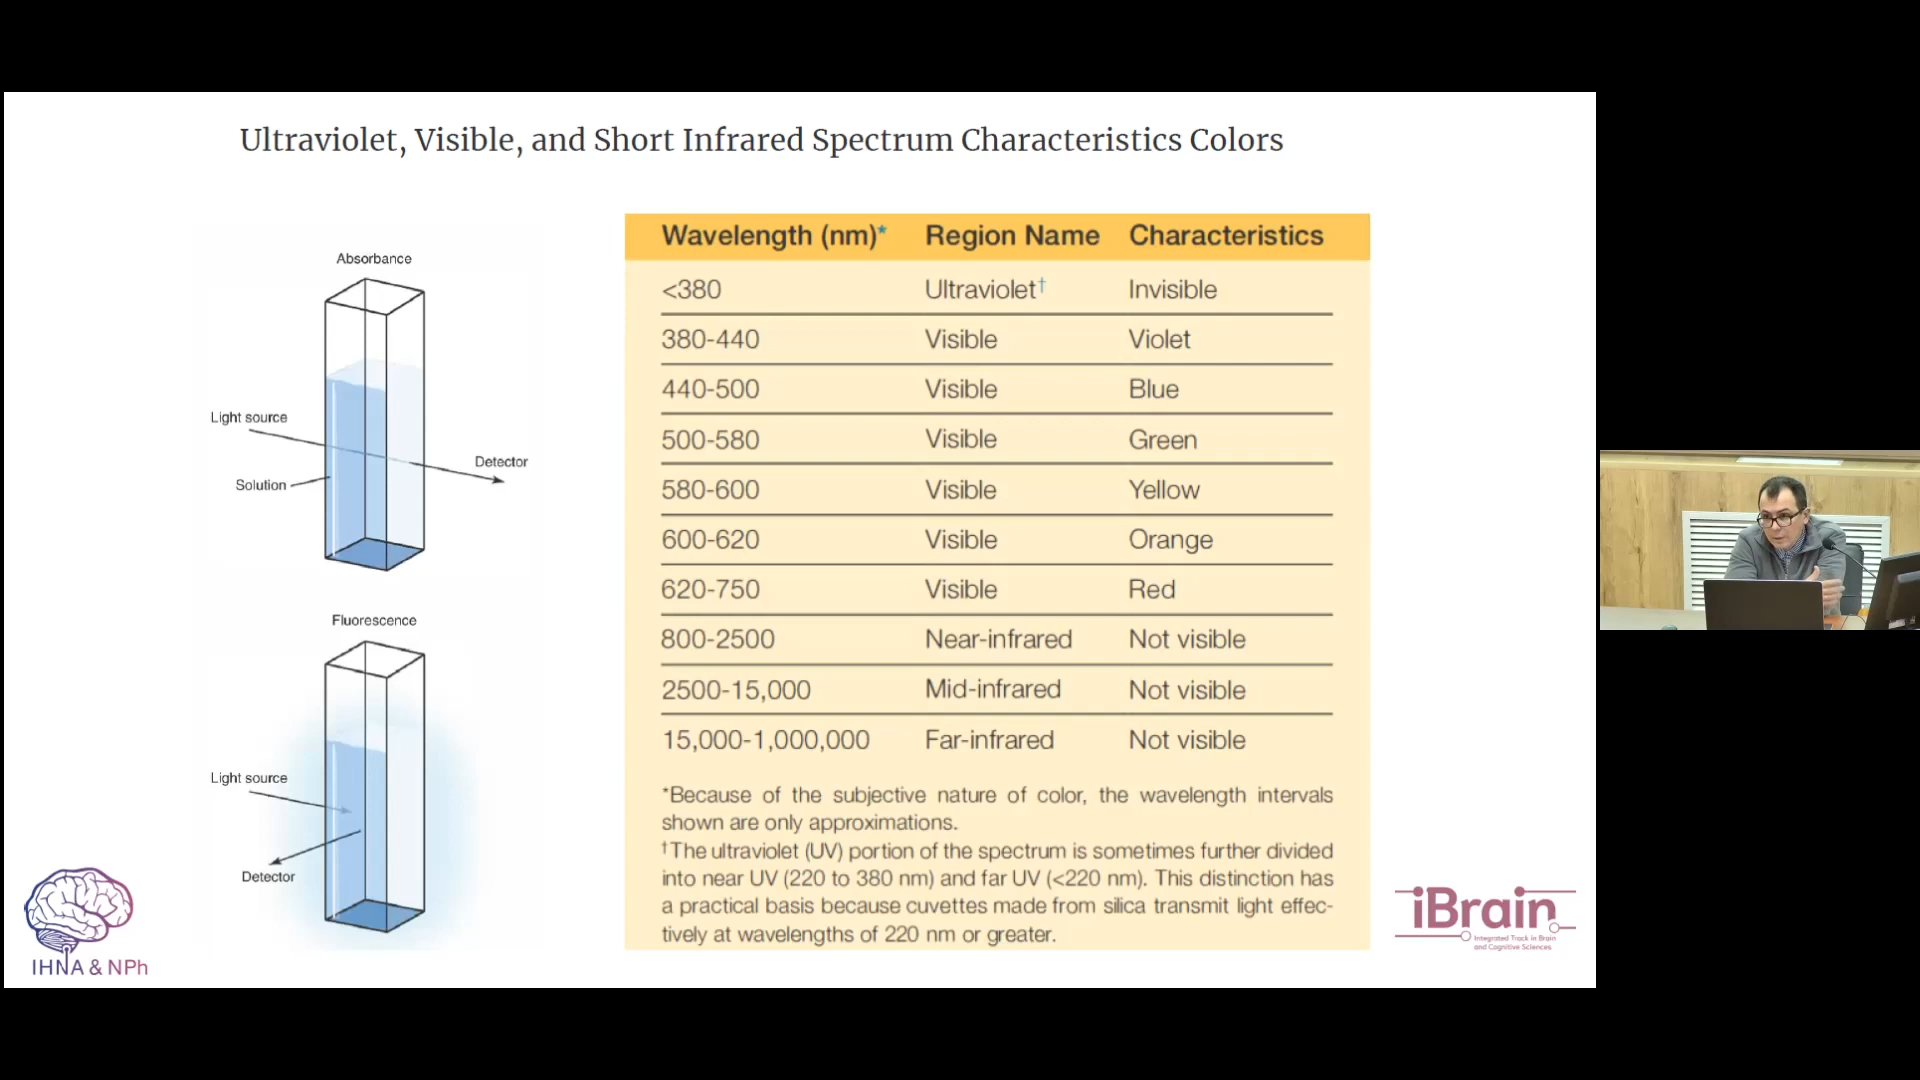 Ultraviolet, Visible, and Short Infrared Spectrum Characteristics Colors
Absorbance
Light source
Detector
Solution
Fluorescence
Light source
Detector
Wavelength (nm)* Region Name Characteristics
<380 Ultraviolet† Invisible
380-440 Visible Violet
440-500 Visible Blue
500-580 Visible Green
580-600 Visible Yellow
600-620 Visible Orange
620-750 Visible Red
800-2500 Near-infrared Not visible
2500-15,000 Mid-infrared Not visible
15,000-1,000,000 Far-infrared Not visible
*Because of the subjective nature of color, the wavelength intervals
shown are only approximations.
†The ultraviolet (UV) portion of the spectrum is sometimes further divided
into near UV (220 to 380 nm) and far UV (<220 nm). This distinction has
a practical basis because cuvettes made from silica transmit light effec-
tively at wavelengths of 220 nm or greater.
IHNA & NPh
iBrain
Integrated Track in Brain
and Cognitive Sciences